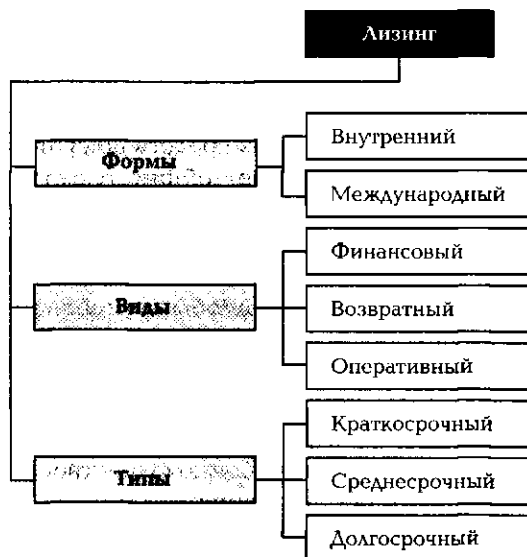 Лизинг
Формы
Внутренний
Международный
Виды
Финансовый
Возвратный
Оперативный
Типы
Краткосрочный
Среднесрочный
Долгосрочный